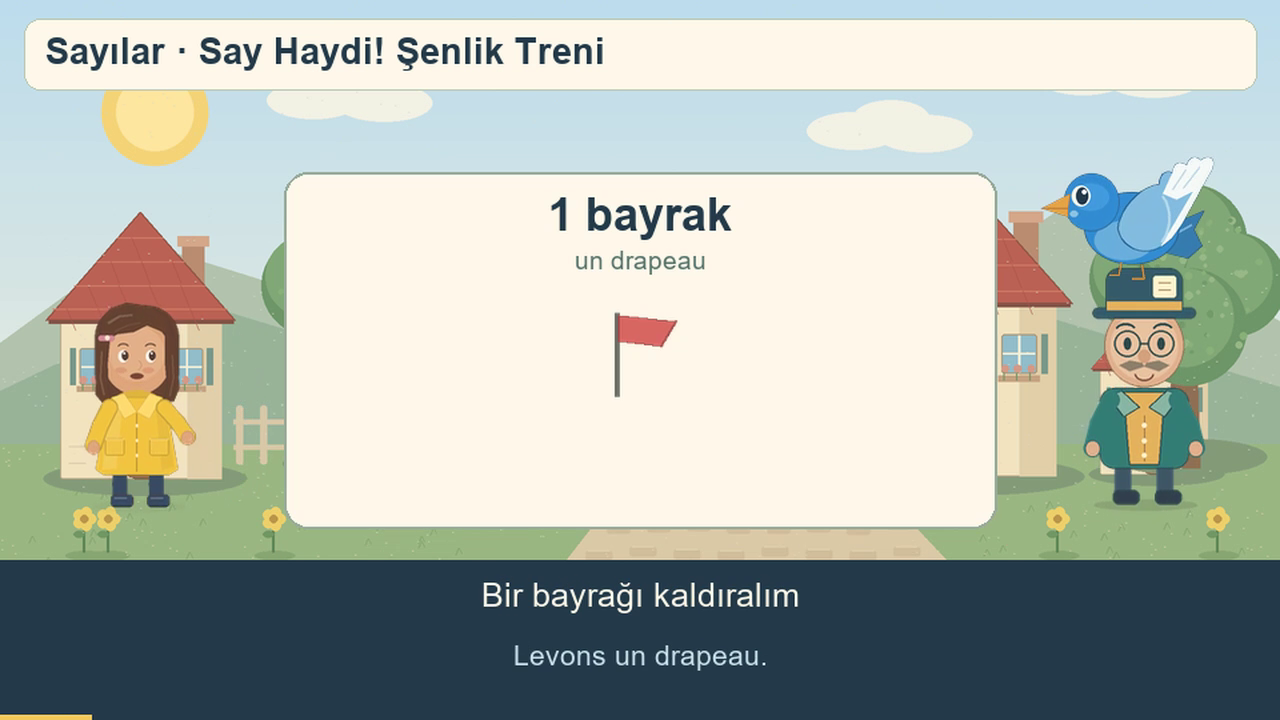 Sayılar · Say Haydi! Şenlik Treni
1 bayrak
un drapeau
Bir bayrağı kaldıralım
Levons un drapeau.